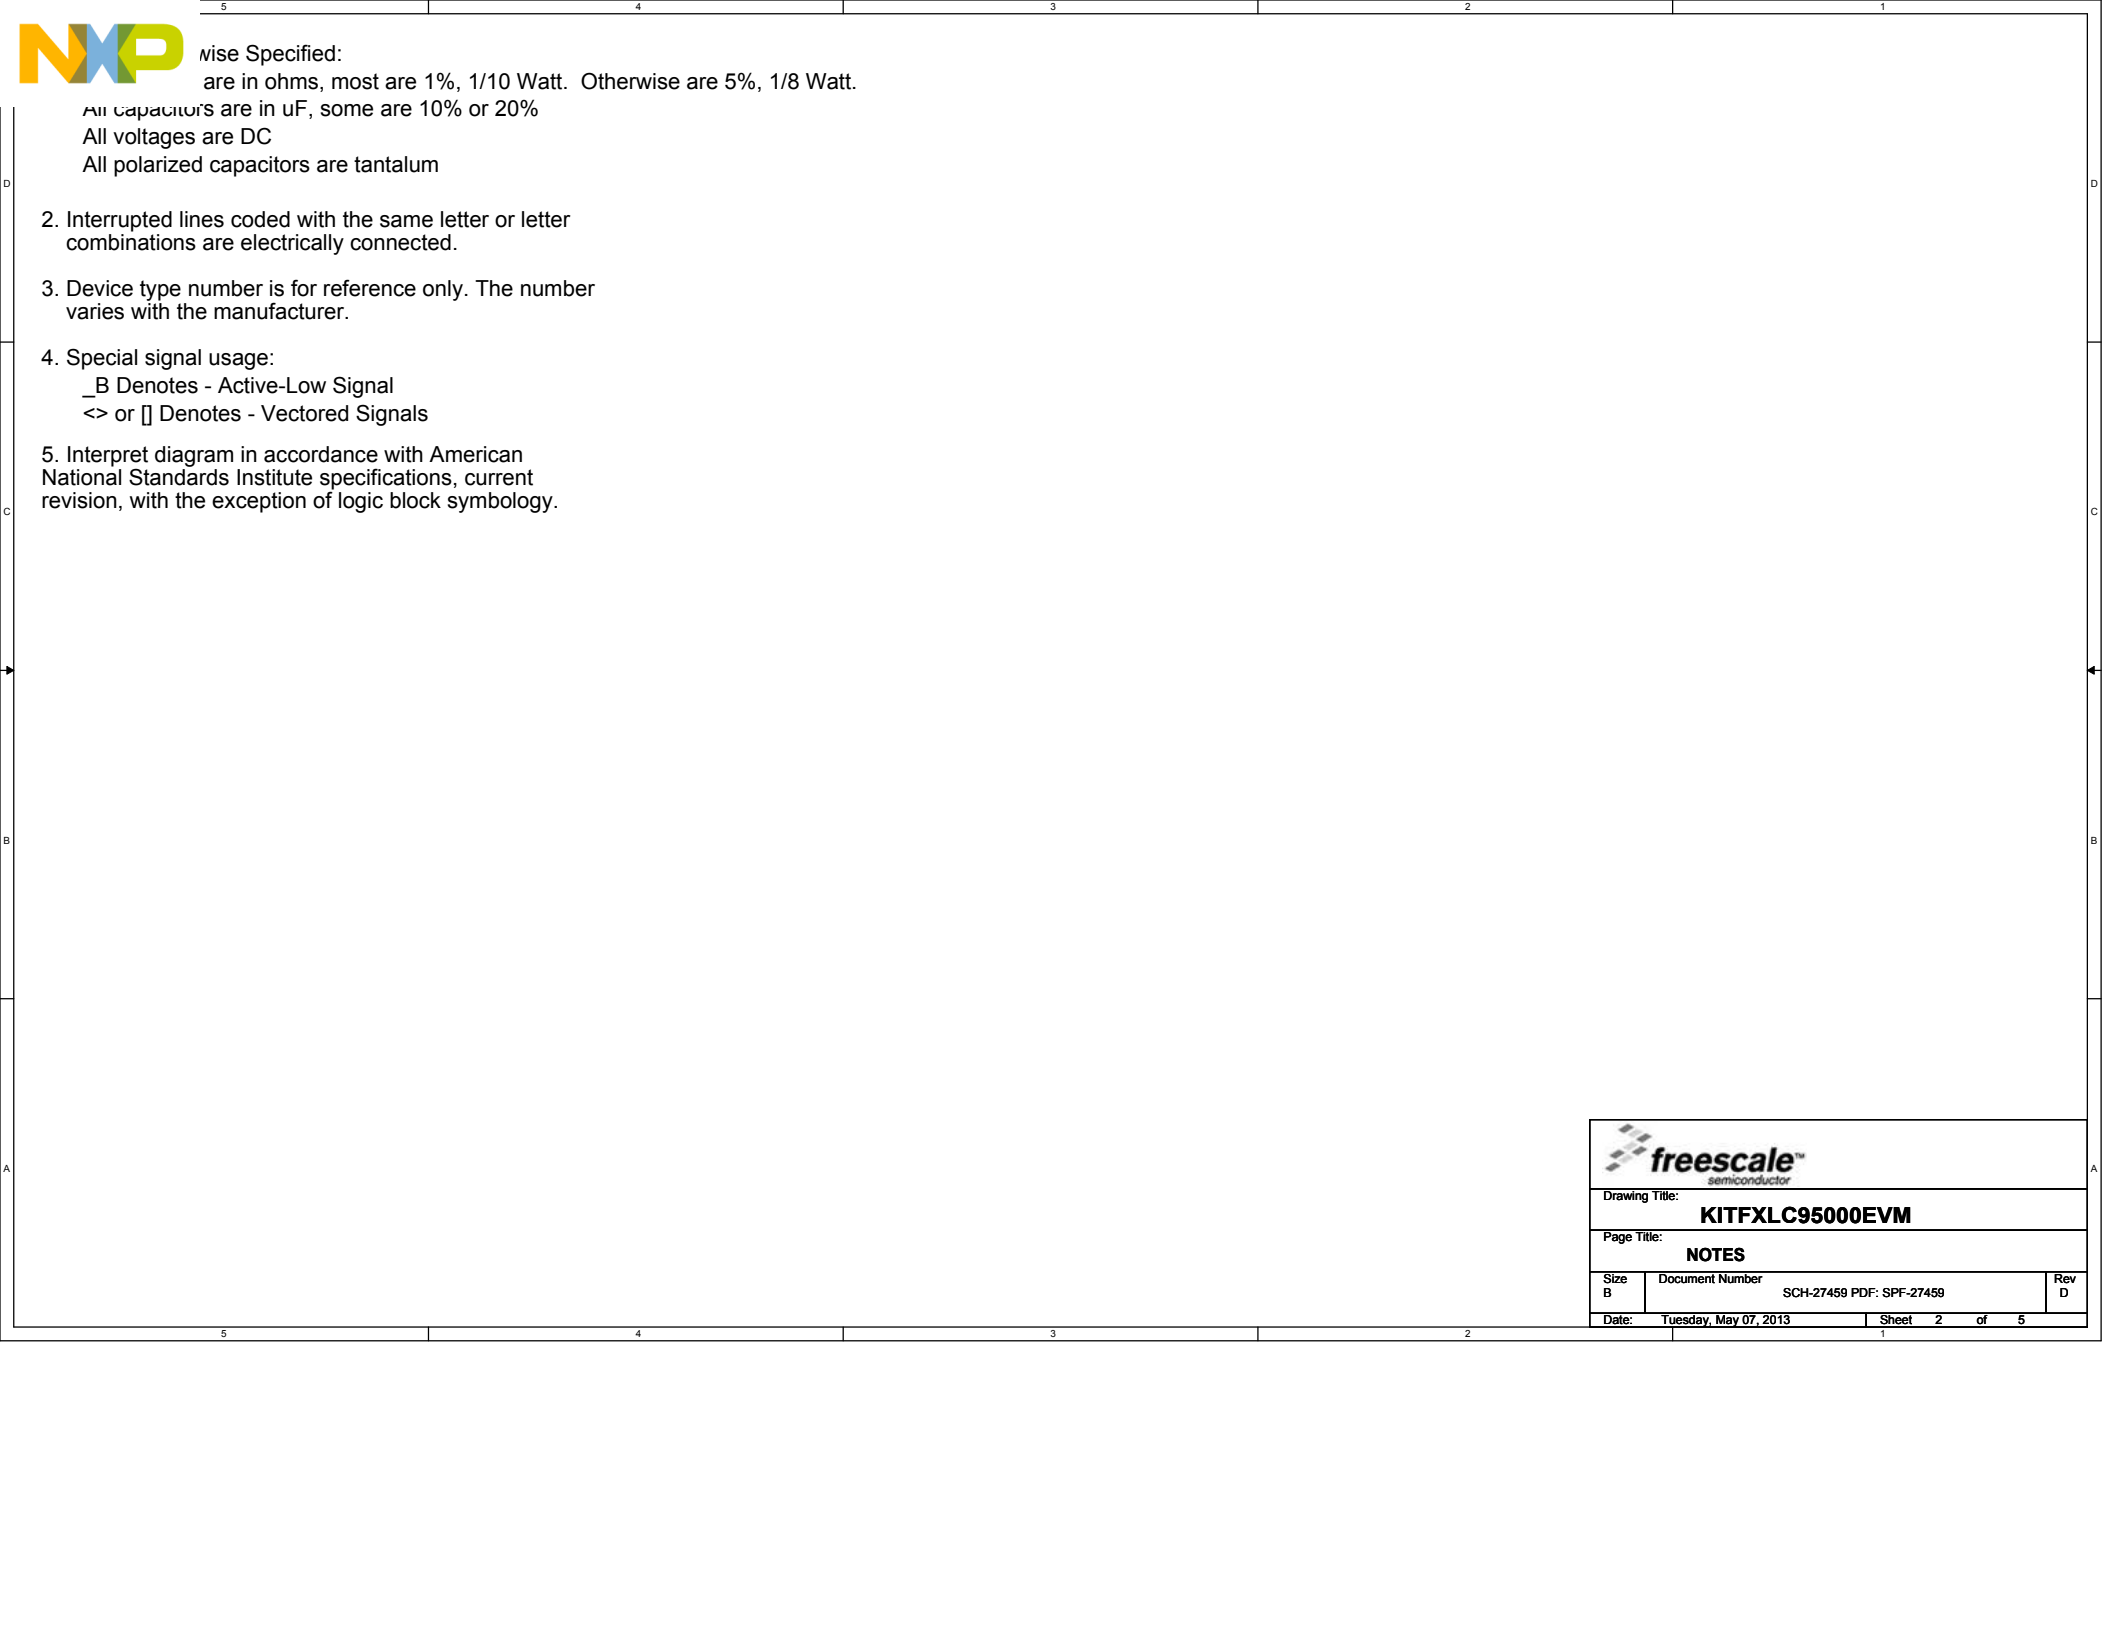 5 4 3 2 1
NXP
wise Specified:
are in ohms, most are 1%, 1/10 Watt. Otherwise are 5%, 1/8 Watt.
All capacitors are in uF, some are 10% or 20%
All voltages are DC
All polarized capacitors are tantalum
D D
2. Interrupted lines coded with the same letter or letter
combinations are electrically connected.
3. Device type number is for reference only. The number
varies with the manufacturer.
4. Special signal usage:
_B Denotes - Active-Low Signal
<> or [] Denotes - Vectored Signals
5. Interpret diagram in accordance with American
National Standards Institute specifications, current
revision, with the exception of logic block symbology.
C C
B B
A A
freescale™
semiconductor
Drawing Title:
KITFXLC95000EVM
Page Title:
NOTES
Size Document Number Rev
B SCH-27459 PDF: SPF-27459 D
Date: Tuesday, May 07, 2013 Sheet 2 of 5
5 4 3 2 1